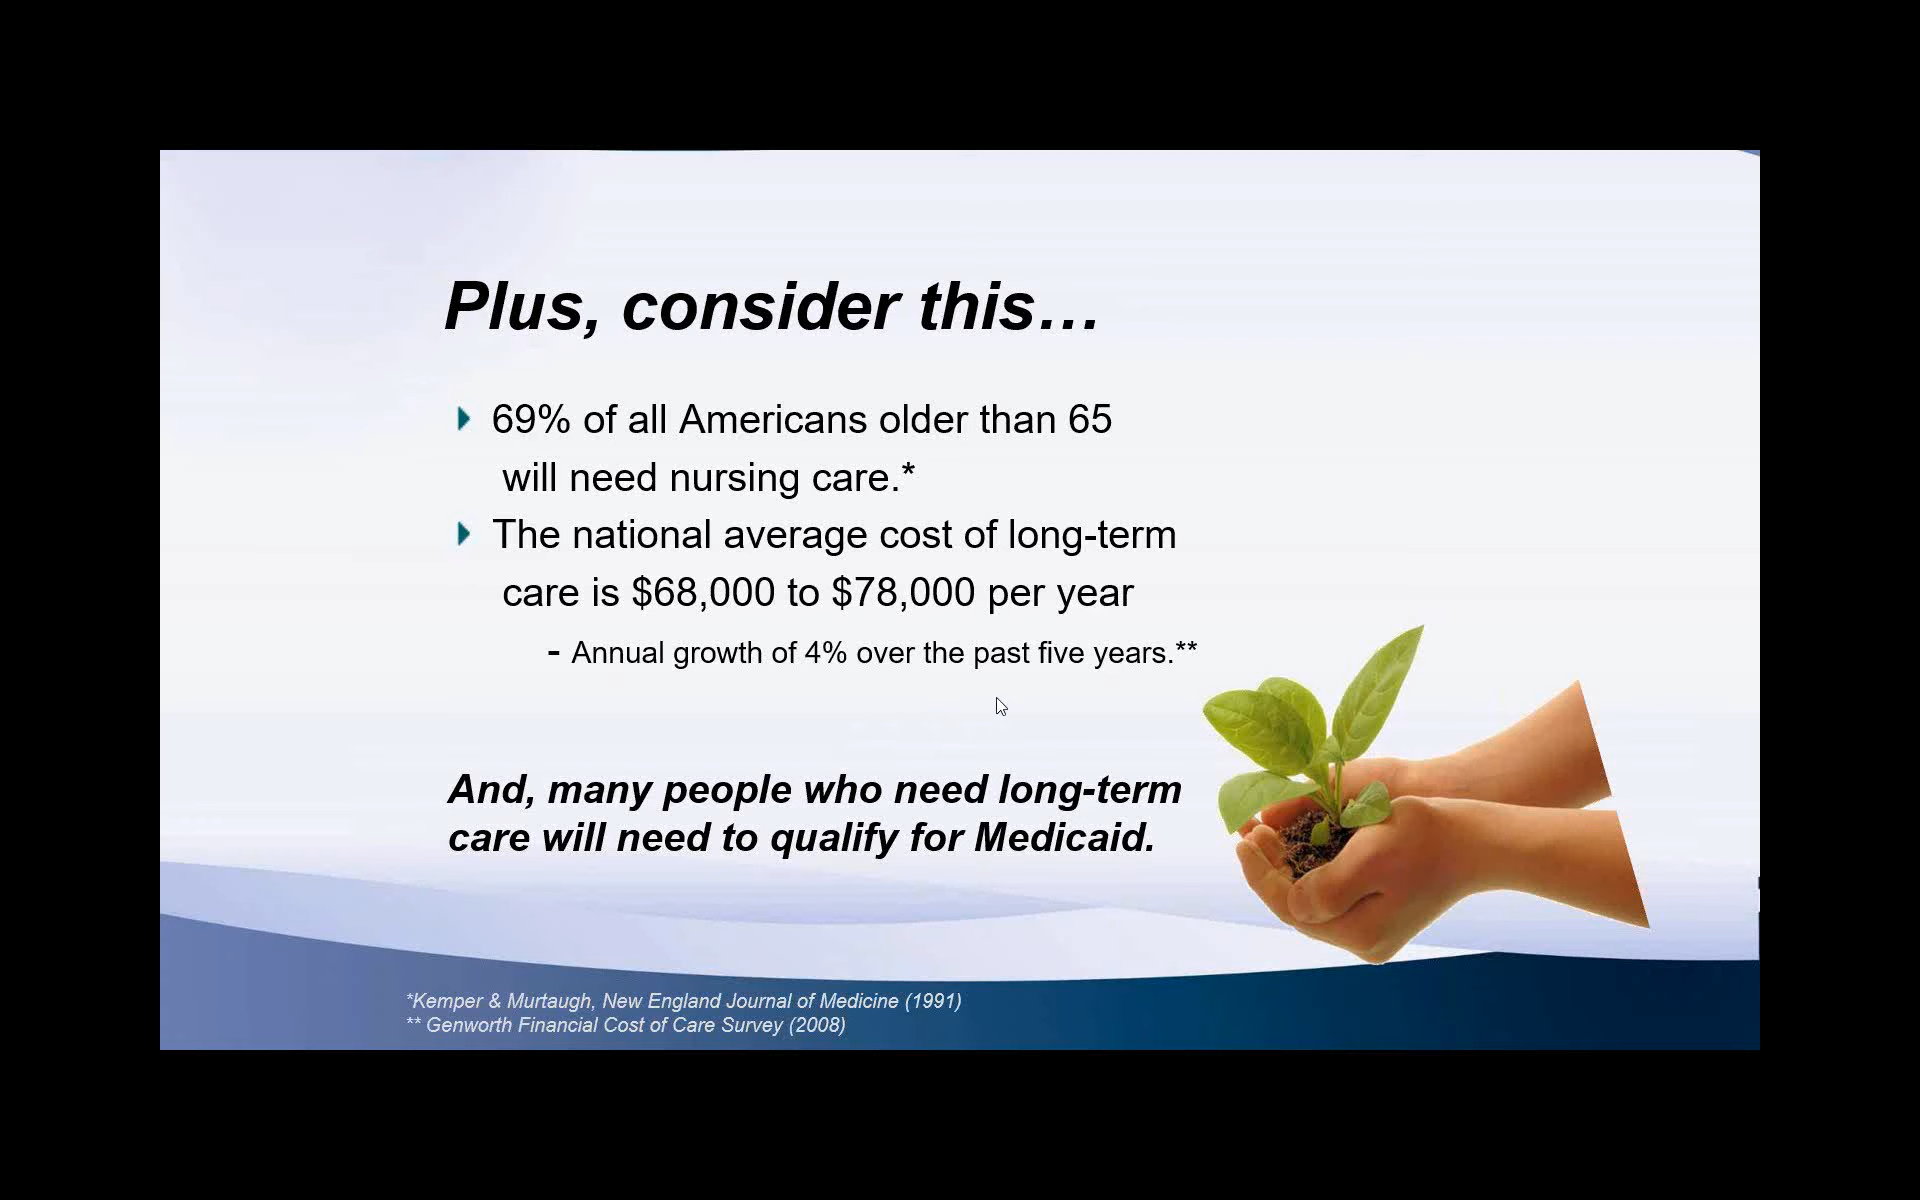 Plus, consider this…
69% of all Americans older than 65
will need nursing care.*
The national average cost of long-term
care is $68,000 to $78,000 per year
- Annual growth of 4% over the past five years.**
And, many people who need long-term
care will need to qualify for Medicaid.
*Kemper & Murtaugh, New England Journal of Medicine (1991)
** Genworth Financial Cost of Care Survey (2008)